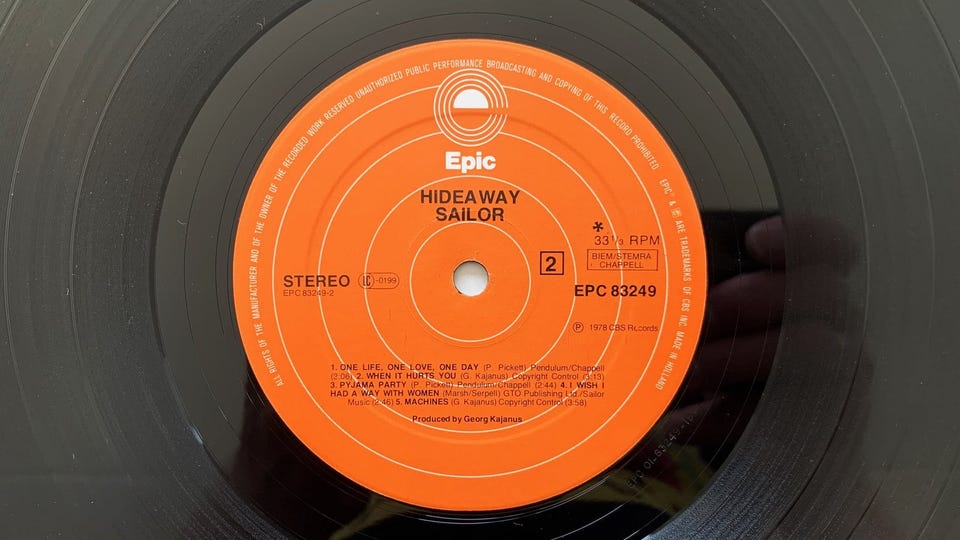 ALL RIGHTS OF THE MANUFACTURER AND OF THE OWNER OF THE RECORDED WORK RESERVED UNAUTHORIZED PUBLIC PERFORMANCE BROADCASTING AND COPYING OF THIS RECORD PROHIBITED. EPIC® & ARE TRADEMARKS OF CBS INC. MADE IN HOLLAND
Epic
HIDEAWAY
SAILOR
*
33 1/3 RPM
2
BIEM/STEMRA
CHAPPELL
STEREO LC-0199
EPC 83249-2
EPC 83249
Ⓟ 1978 CBS Records
1. ONE LIFE, ONE LOVE, ONE DAY (P. Pickett) Pendulum/Chappell
(3:06) 2. WHEN IT HURTS YOU (G. Kajanus) Copyright Control (3:13)
3. PYJAMA PARTY (P. Pickett) Pendulum/Chappell (2:44) 4. I WISH I
HAD A WAY WITH WOMEN (Marsh/Serpell) GTO Publishing Ltd./Sailor
Music (2:46) 5. MACHINES (G. Kajanus) Copyright Control (3:58)
Produced by Georg Kajanus